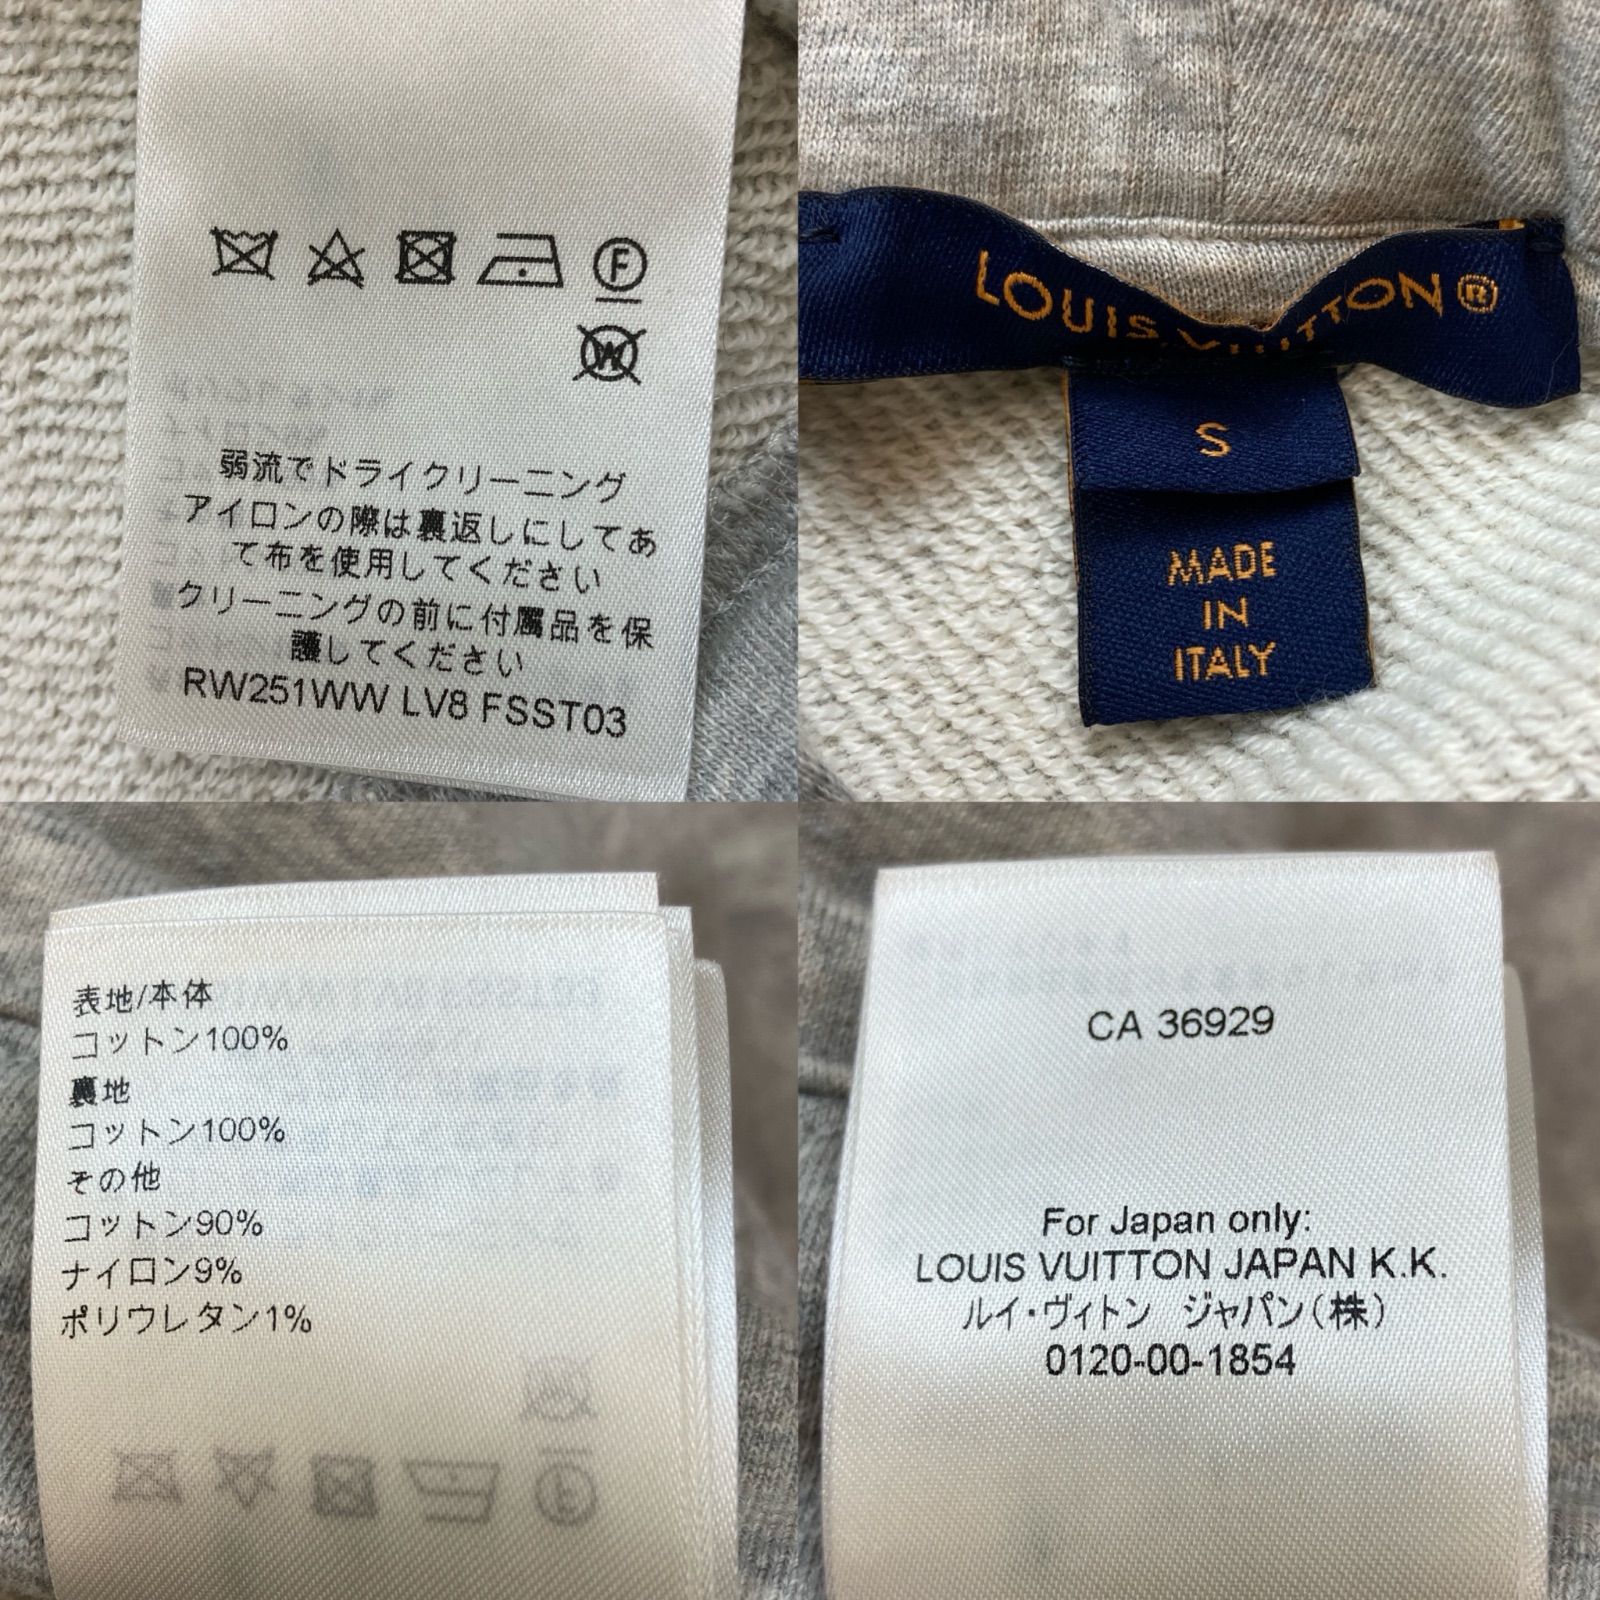 F
W
弱流でドライクリーニング
アイロンの際は裏返しにしてあ
て布を使用してください
クリーニングの前に付属品を保
護してください
RW251WW LV8 FSST03
LOUIS VUITTON®
S
MADE
IN
ITALY
表地/本体
コットン100%
裏地
コットン100%
その他
コットン90%
ナイロン9%
ポリウレタン1%
CA 36929
For Japan only:
LOUIS VUITTON JAPAN K.K.
ルイ・ヴィトン ジャパン(株)
0120-00-1854